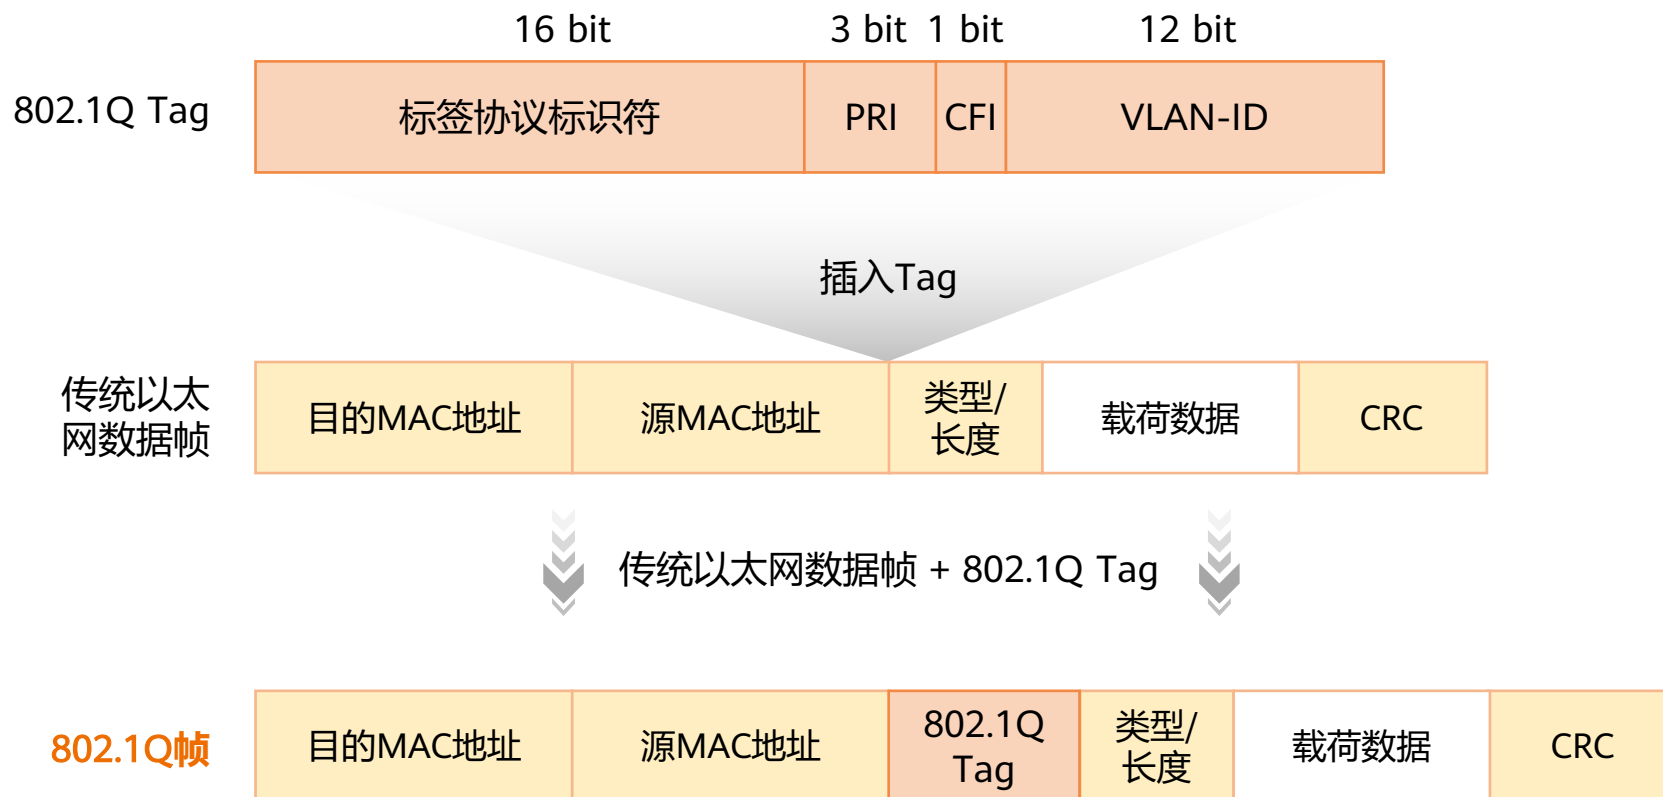 16 bit
3 bit
1 bit
12 bit
802.1Q Tag
标签协议标识符
PRI
CFI
VLAN-ID
插入Tag
传统以太
网数据帧
目的MAC地址
源MAC地址
类型/
长度
载荷数据
CRC
传统以太网数据帧 + 802.1Q Tag
802.1Q帧
目的MAC地址
源MAC地址
802.1Q
Tag
类型/
长度
载荷数据
CRC